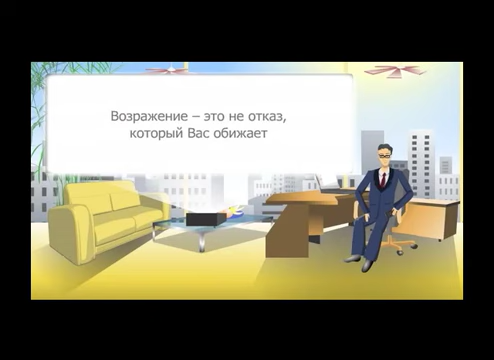 Возражение – это не отказ,
который Вас обижает